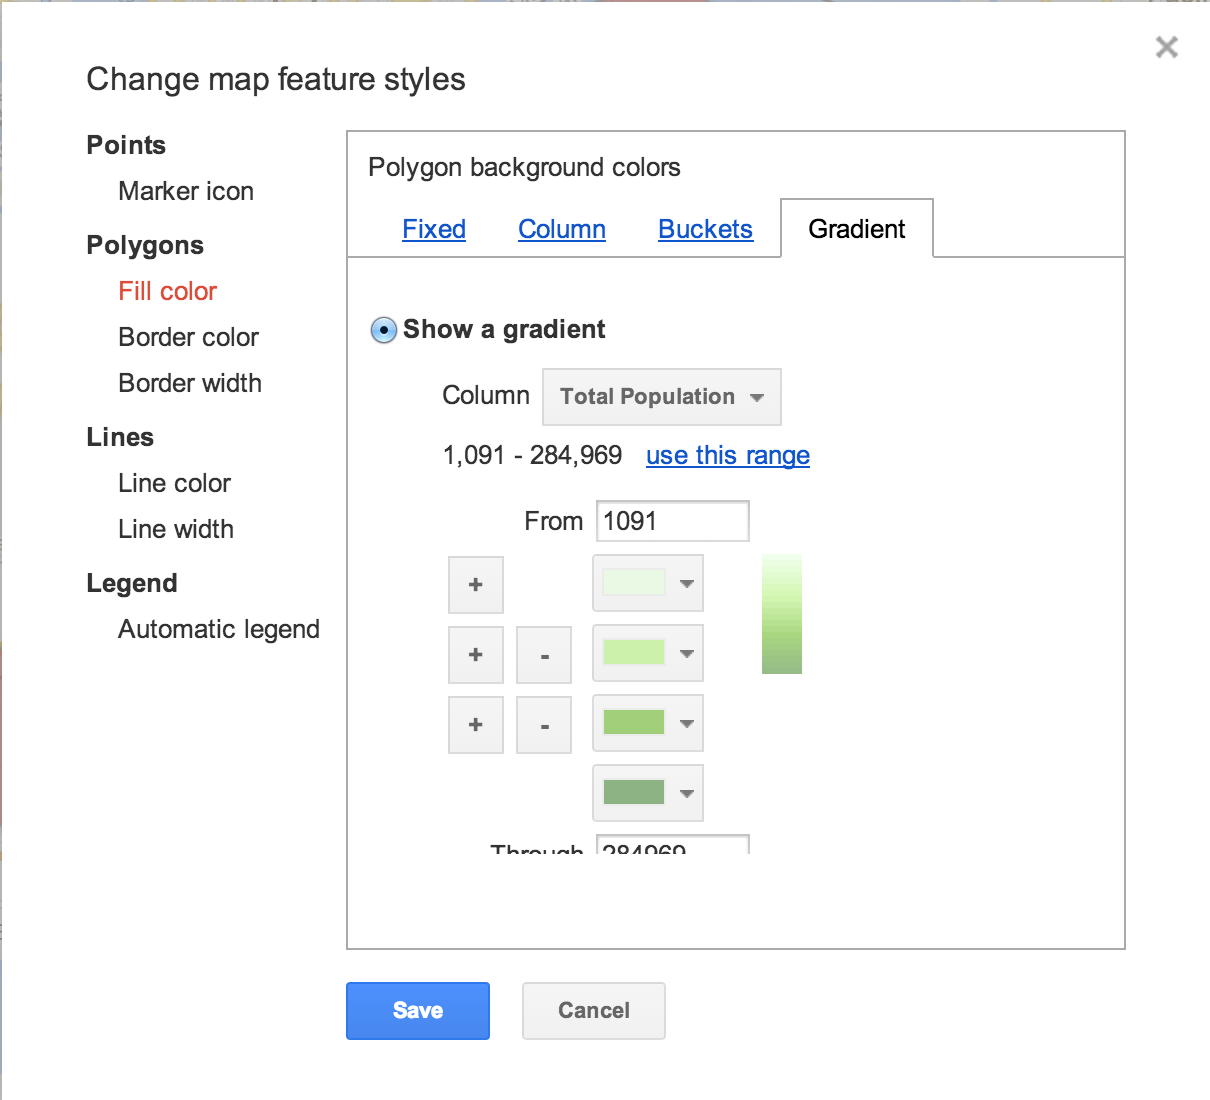 Change map feature styles
Points
Marker icon
Polygons
Fill color
Border color
Border width
Lines
Line color
Line width
Legend
Automatic legend
Polygon background colors
Fixed Column Buckets Gradient
Show a gradient
Column Total Population
1,091 - 284,969 use this range
From 1091
+
+ -
+ -
Through 284969
Save Cancel